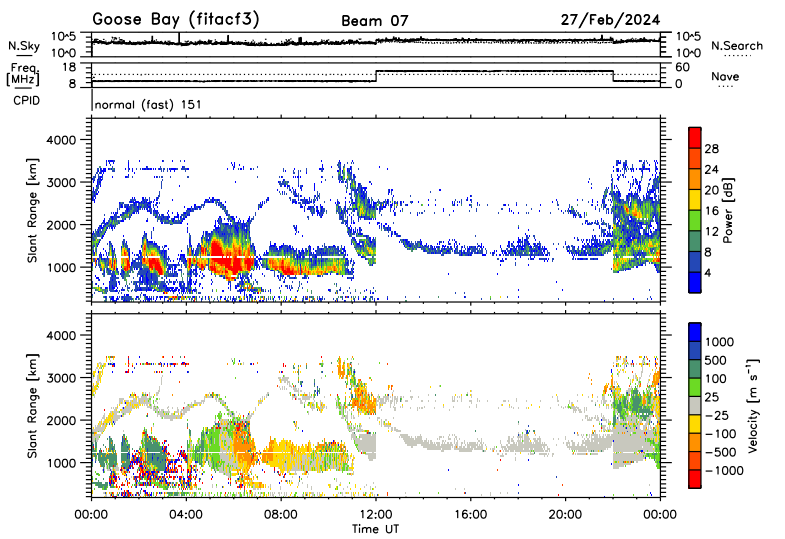 Goose Bay (fitacf3) Beam 07 27/Feb/2024
N.Sky 10^5 10^0 10^5 10^0 N.Search
Freq. [MHz] 18 8 60 0 Nave
CPID normal (fast) 151
Slant Range [km] 4000 3000 2000 1000
Power [dB] 28 24 20 16 12 8 4
Slant Range [km] 4000 3000 2000 1000
Velocity [m s^-1] 1000 500 100 25 -25 -100 -500 -1000
00:00 04:00 08:00 12:00 16:00 20:00 00:00
Time UT